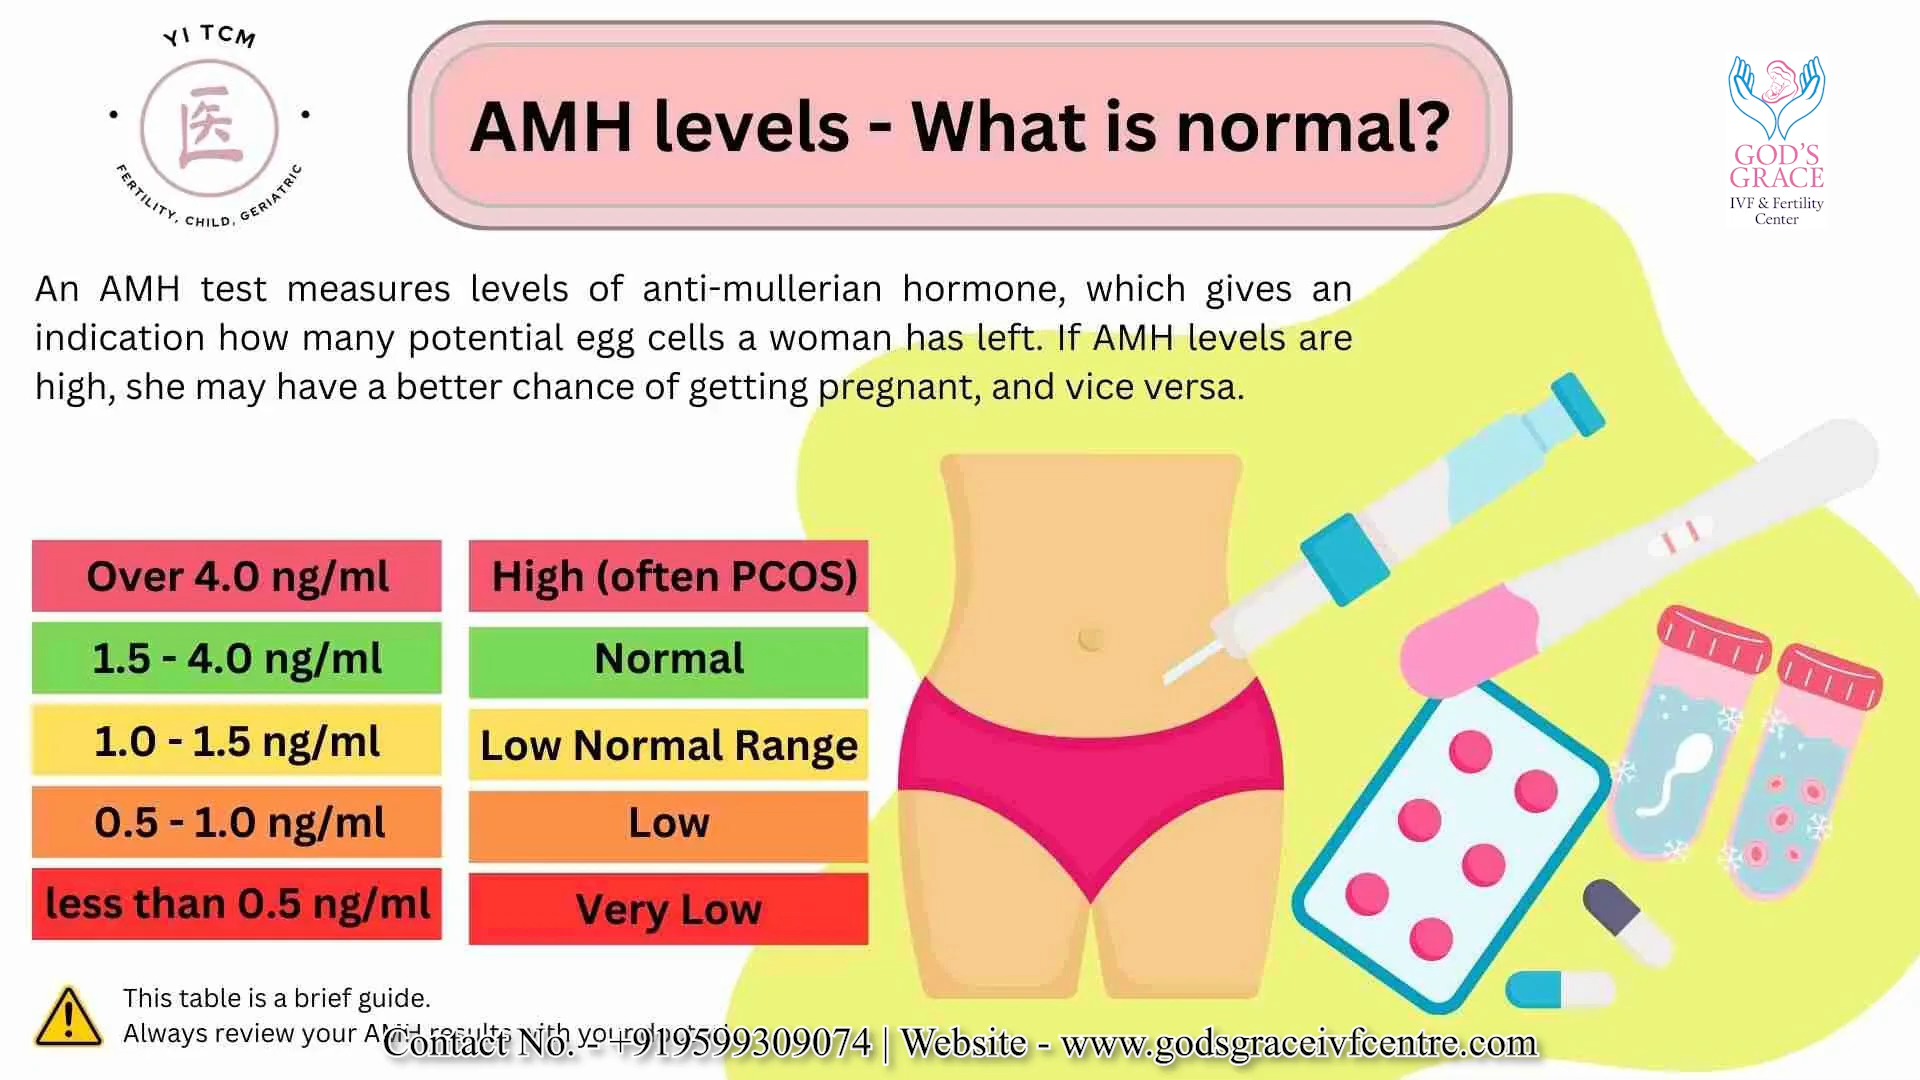 YI TCM
医
FERTILITY, CHILD, GERIATRIC
AMH levels - What is normal?
GOD'S
GRACE
IVF & Fertility
Center
An AMH test measures levels of anti-mullerian hormone, which gives an
indication how many potential egg cells a woman has left. If AMH levels are
high, she may have a better chance of getting pregnant, and vice versa.
Over 4.0 ng/ml High (often PCOS)
1.5 - 4.0 ng/ml Normal
1.0 - 1.5 ng/ml Low Normal Range
0.5 - 1.0 ng/ml Low
less than 0.5 ng/ml Very Low
This table is a brief guide.
Always review your AMH results with your
Contact No. - +919599309074 | Website - www.godsgraceivfcentre.com